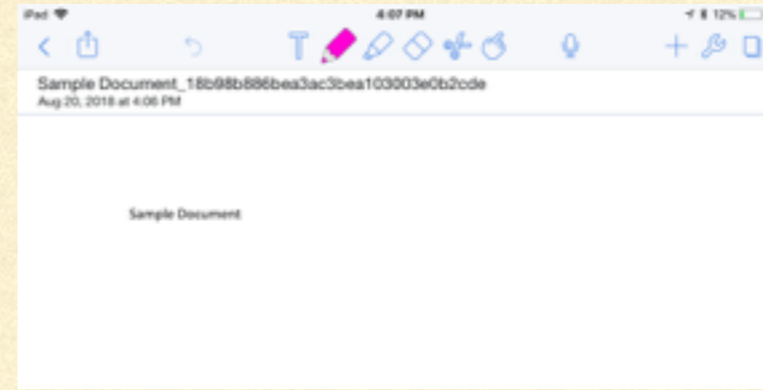 iPad 4:07 PM 12%
T
Sample Document_18b98b886bea3ac3bea103003e0b2cde
Aug 20, 2018 at 4:06 PM
Sample Document